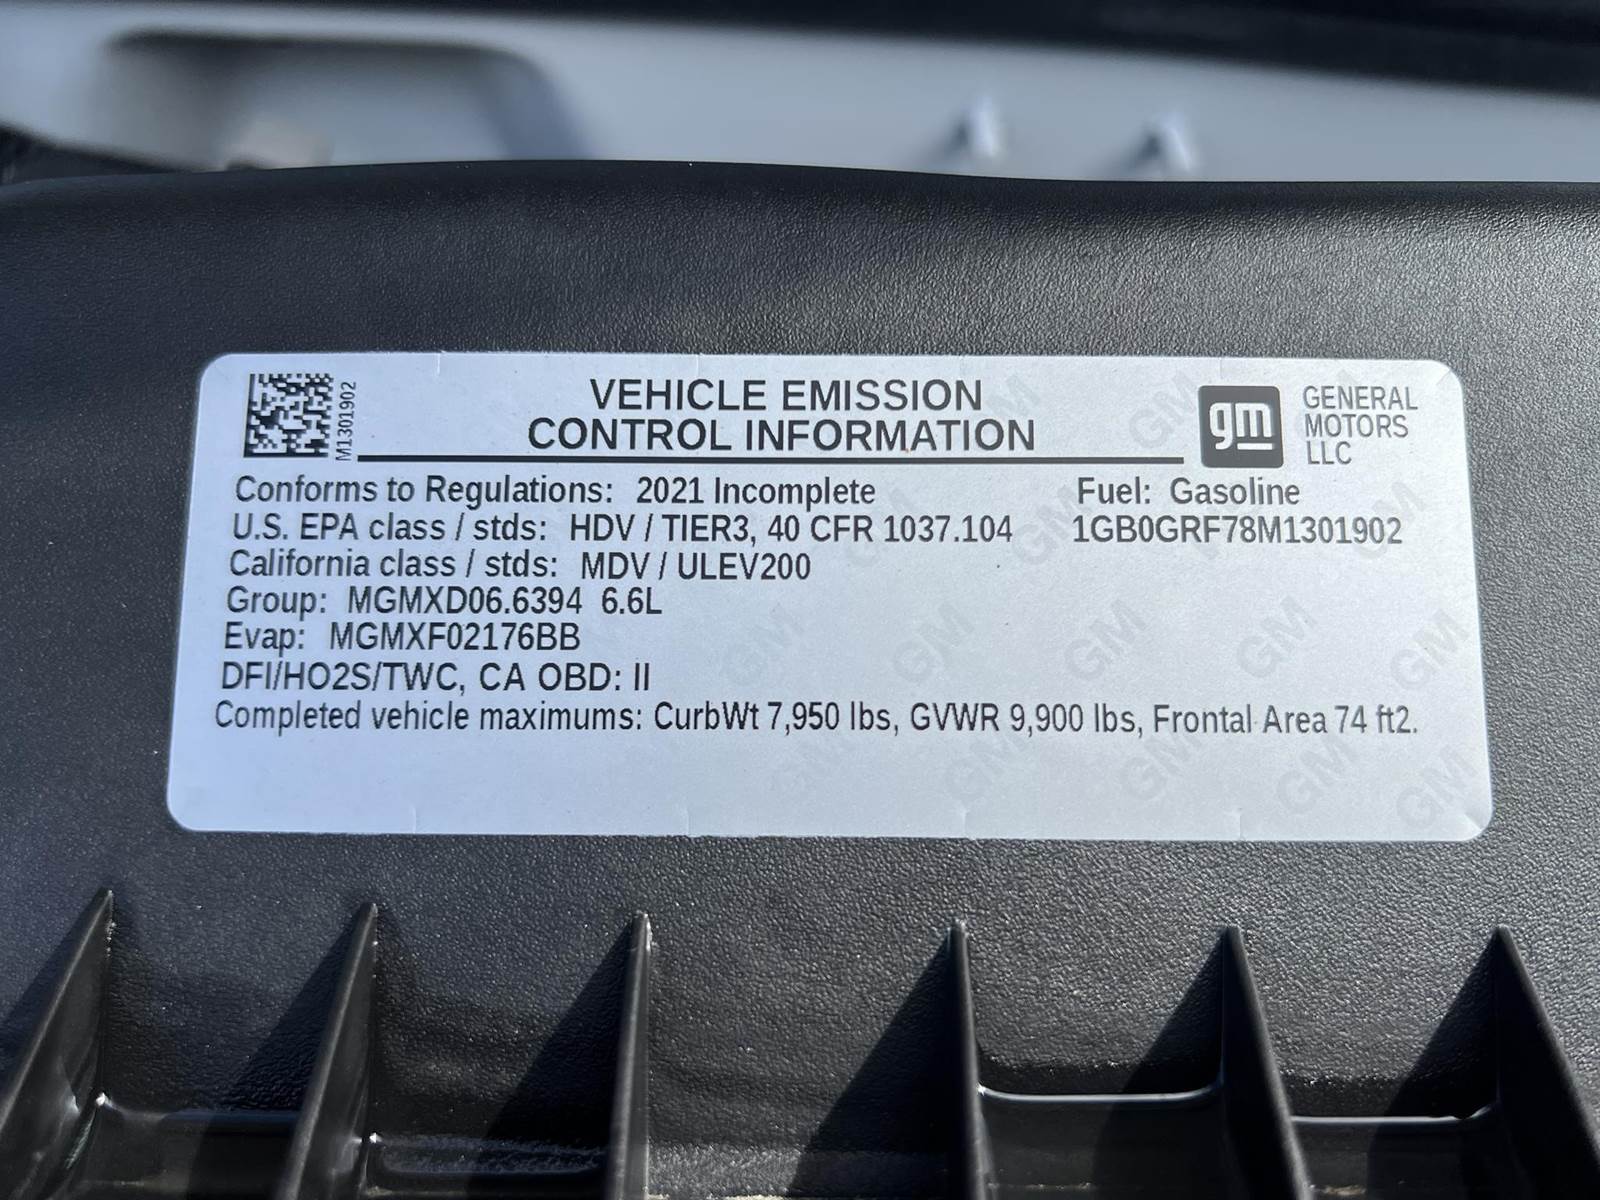 M1301902
VEHICLE EMISSION
CONTROL INFORMATION
gm
GENERAL
MOTORS
LLC
Conforms to Regulations: 2021 Incomplete
Fuel: Gasoline
U.S. EPA class / stds: HDV / TIER3, 40 CFR 1037.104
1GB0GRF78M1301902
California class / stds: MDV / ULEV200
Group: MGMXD06.6394 6.6L
Evap: MGMXF02176BB
DFI/HO2S/TWC, CA OBD: II
Completed vehicle maximums: CurbWt 7,950 lbs, GVWR 9,900 lbs, Frontal Area 74 ft2.